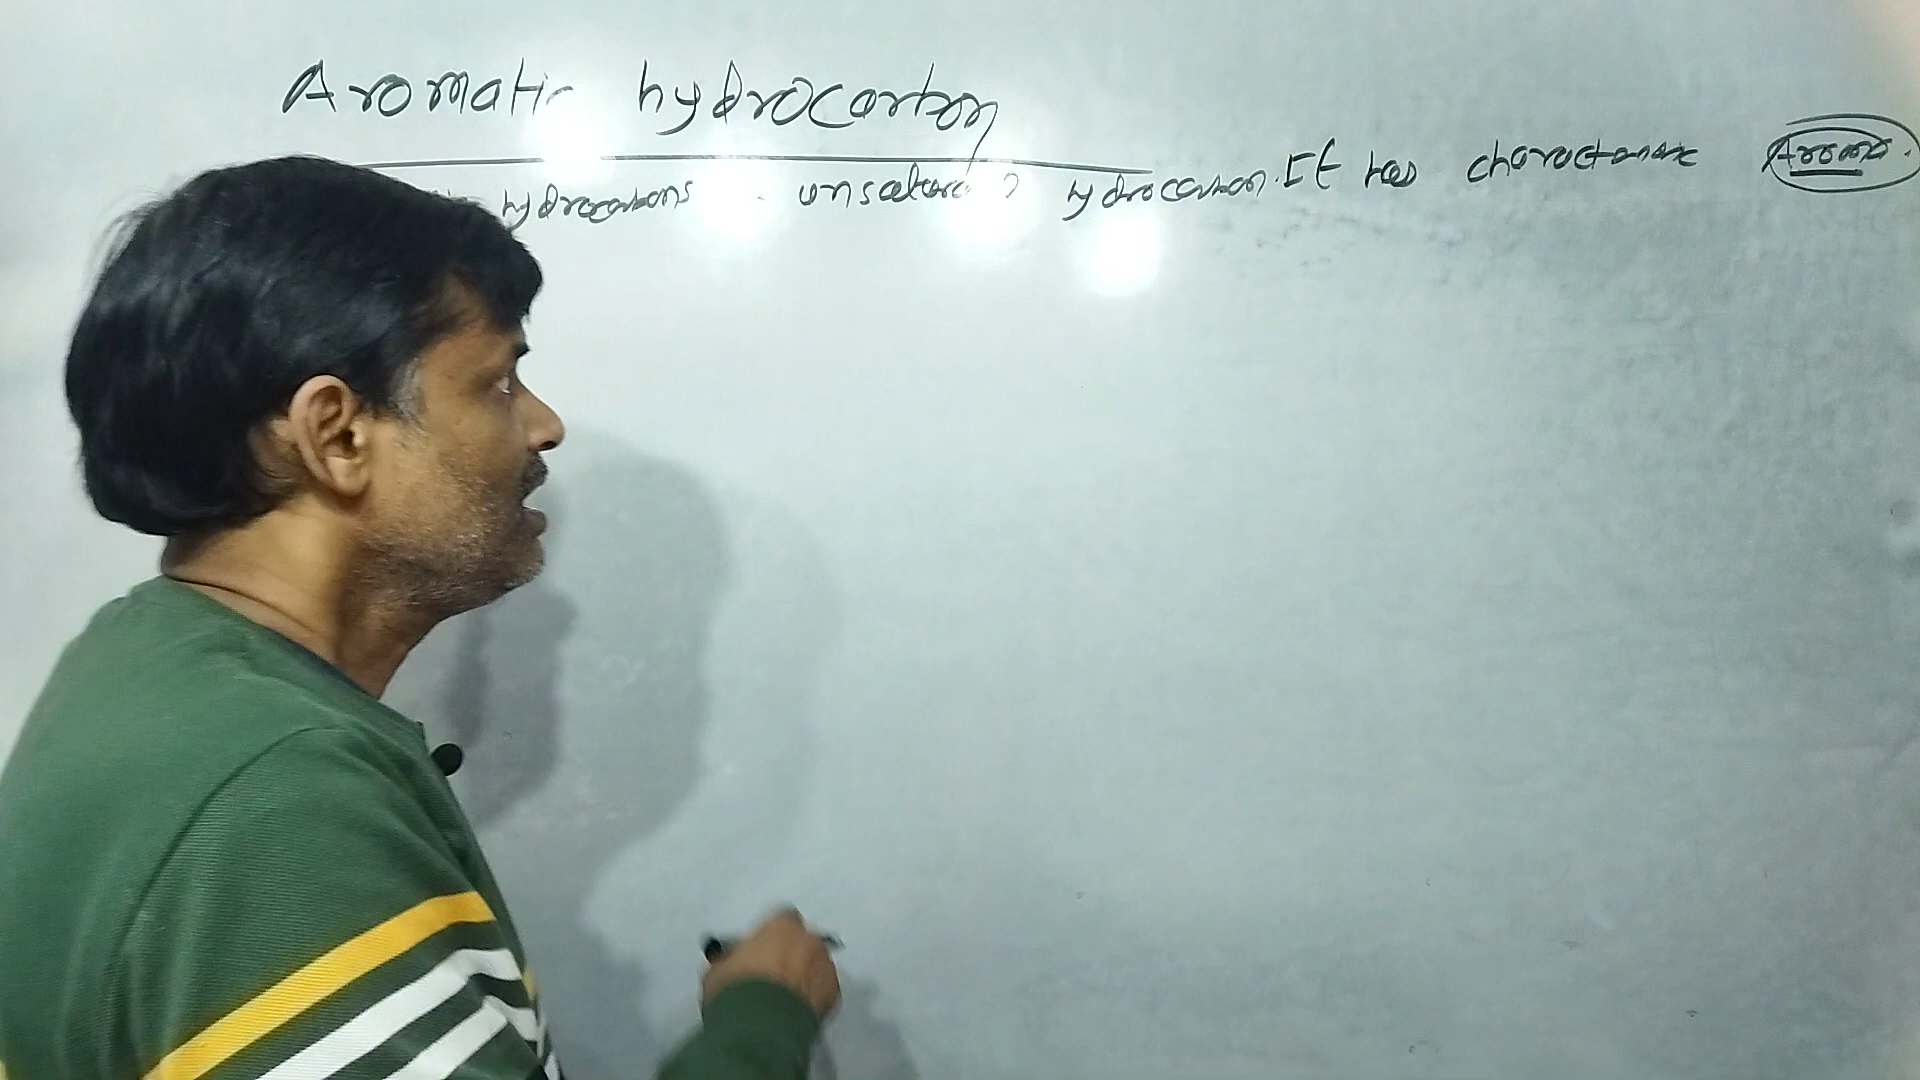 Aromatic hydrocarbon
hydrocarbons unsaturated hydrocarbon. It has characteristic Aroma.